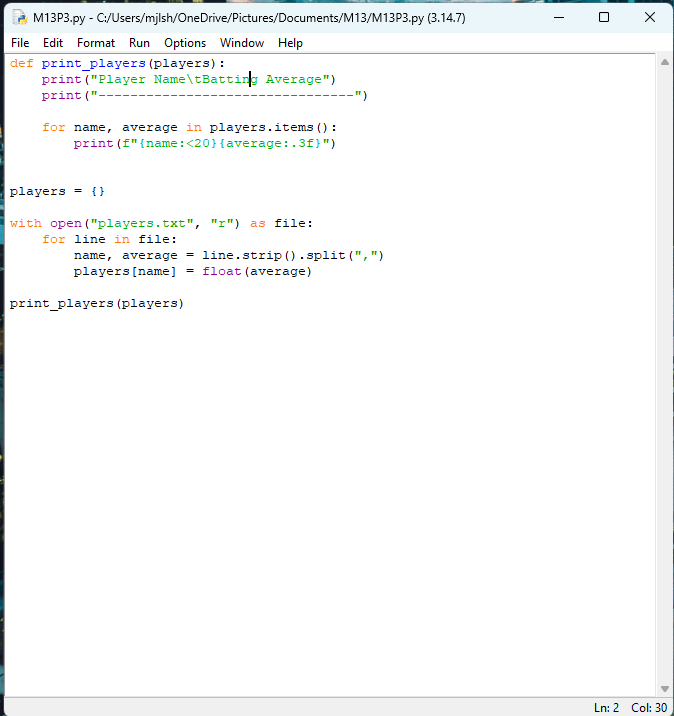 M13P3.py - C:/Users/mjlsh/OneDrive/Pictures/Documents/M13/M13P3.py (3.14.7)
File Edit Format Run Options Window Help
def print_players(players):
    print("Player Name\tBatting Average")
    print("--------------------------------")

    for name, average in players.items():
        print(f"{name:<20}{average:.3f}")


players = {}

with open("players.txt", "r") as file:
    for line in file:
        name, average = line.strip().split(",")
        players[name] = float(average)

print_players(players)
Ln: 2 Col: 30